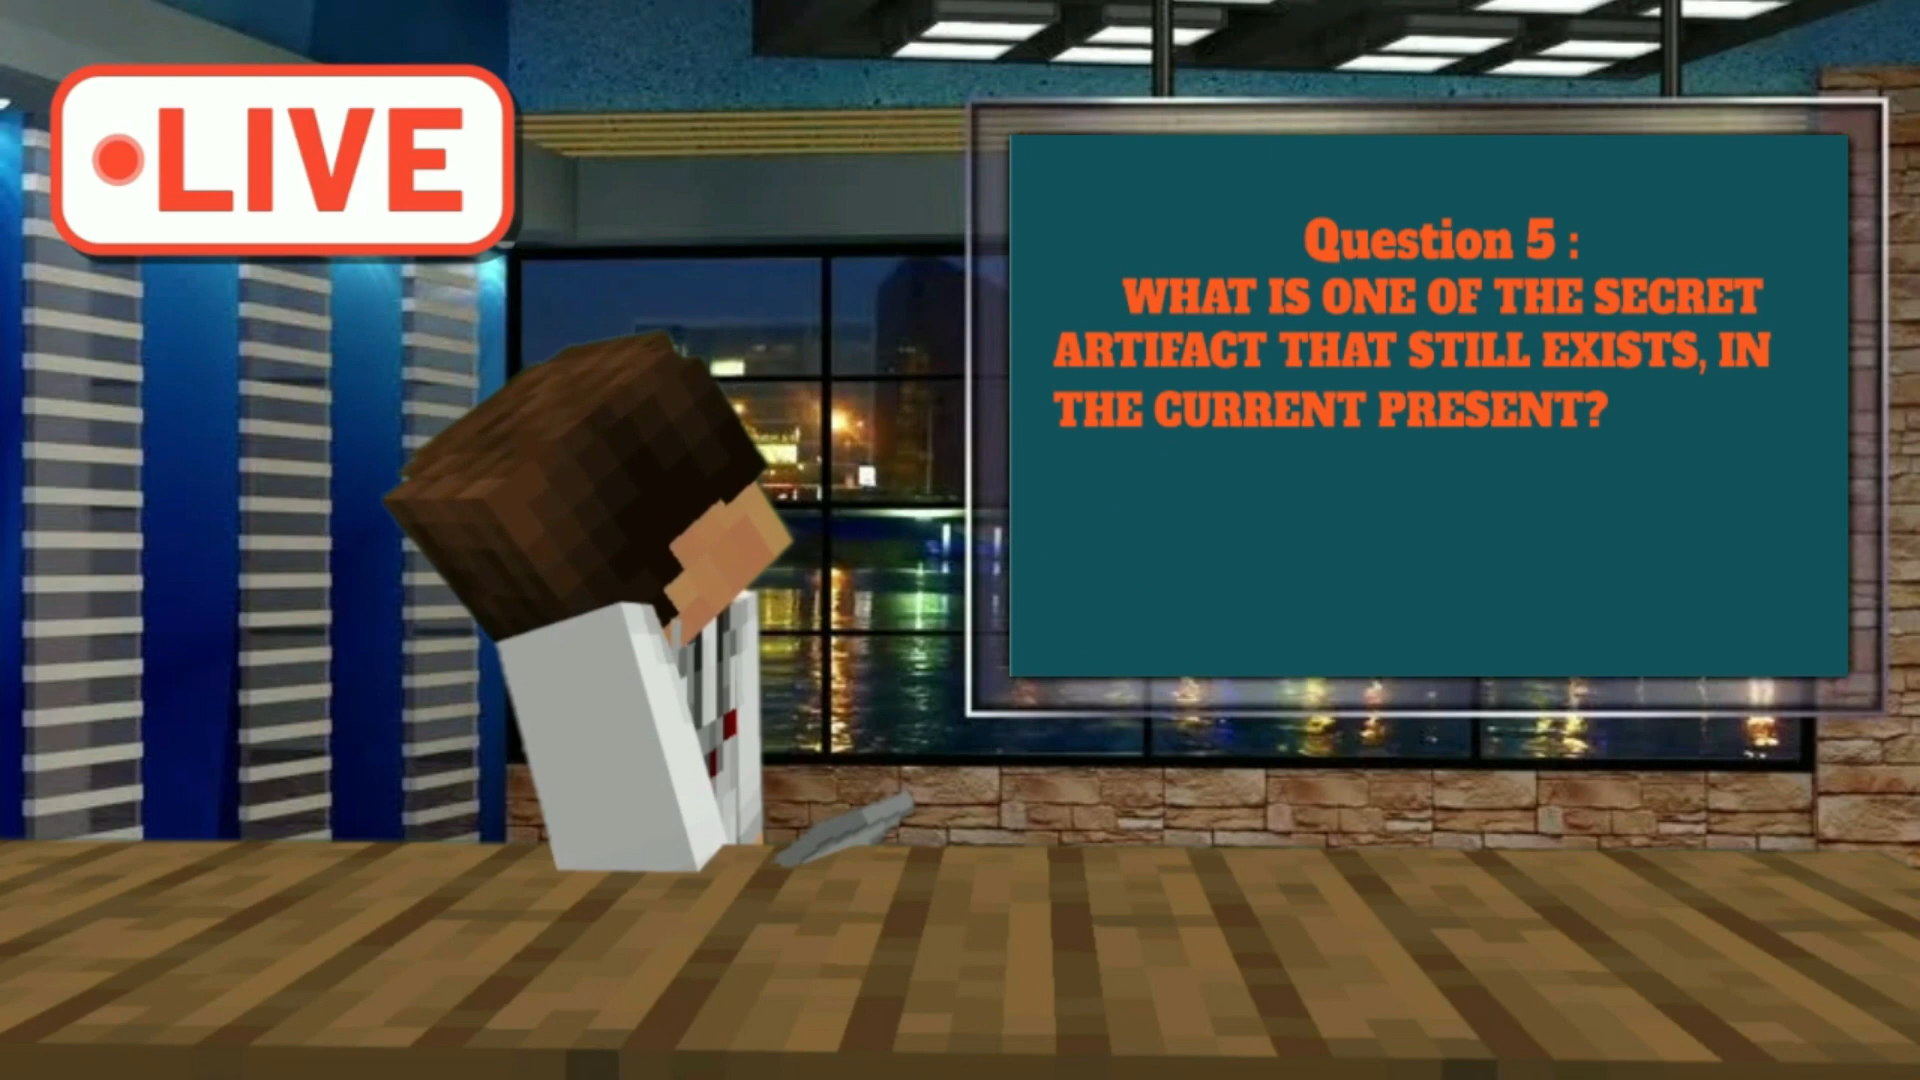 LIVE
Question 5 :
WHAT IS ONE OF THE SECRET
ARTIFACT THAT STILL EXISTS, IN
THE CURRENT PRESENT?